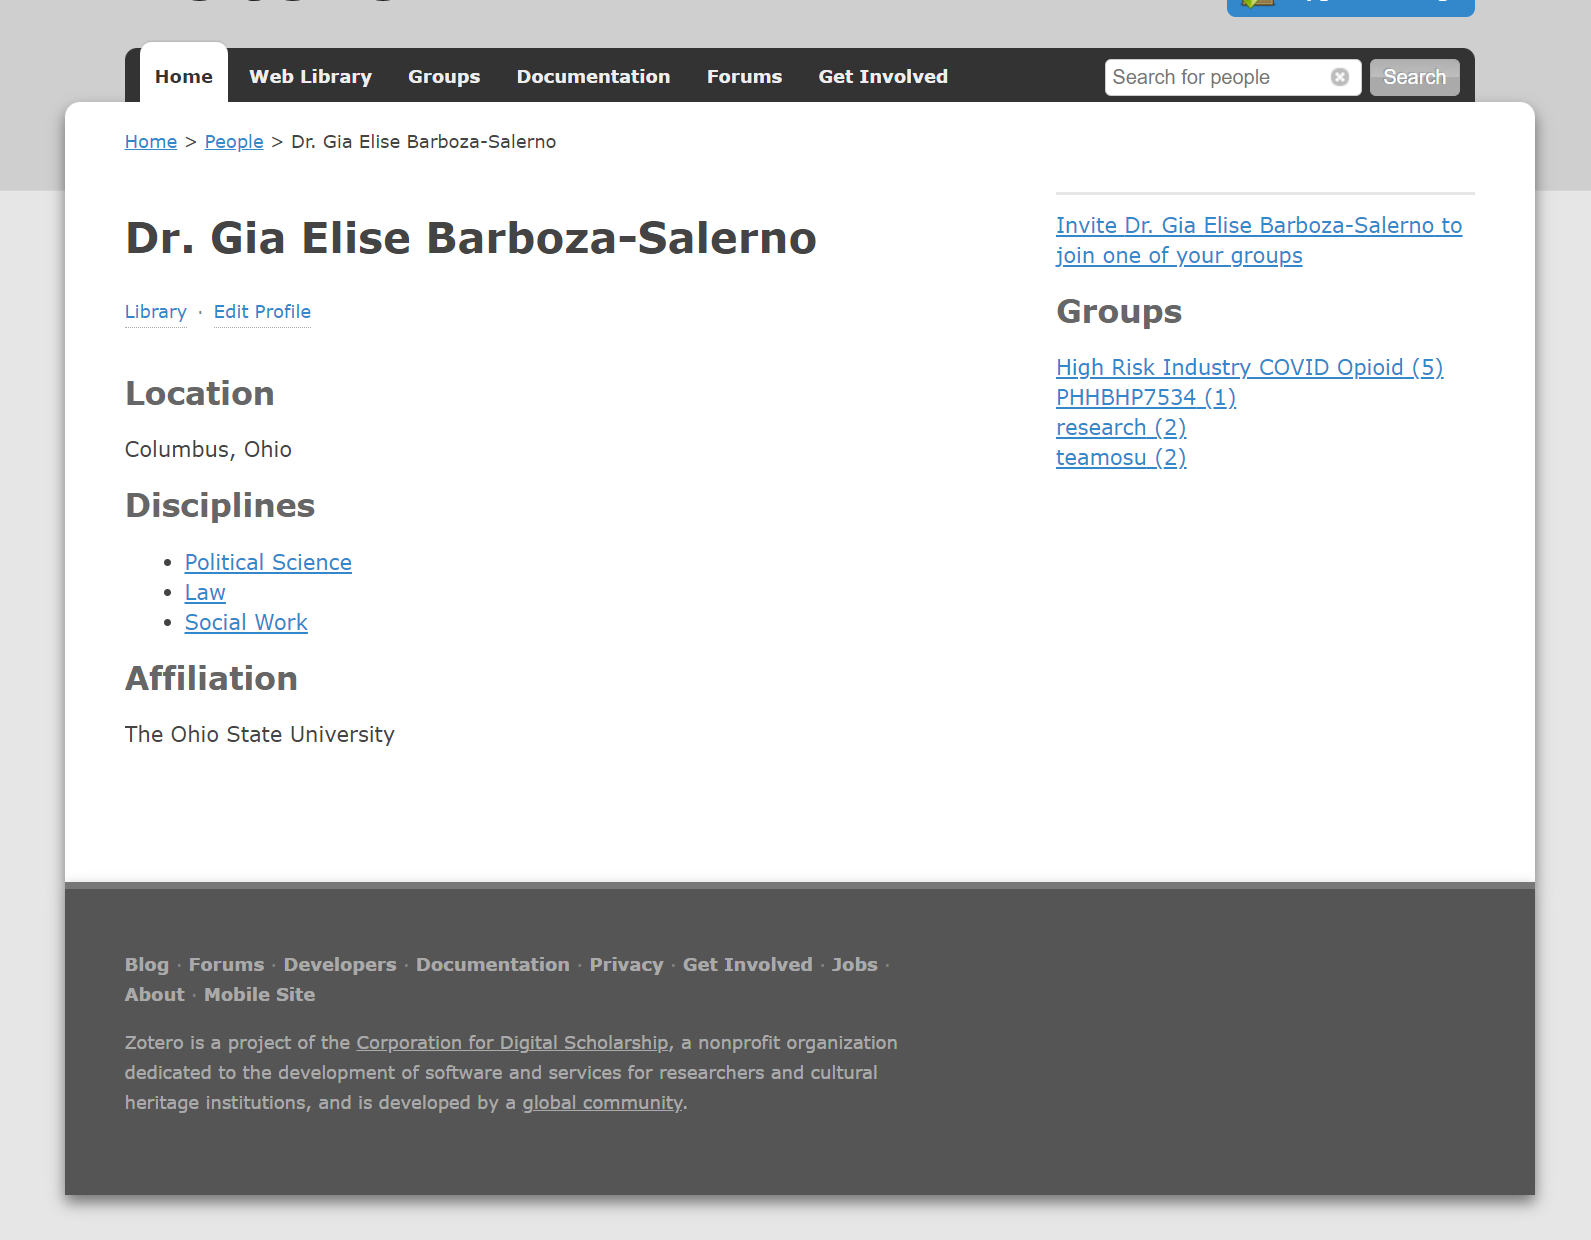 Home Web Library Groups Documentation Forums Get Involved Search for people Search
Home > People > Dr. Gia Elise Barboza-Salerno
Dr. Gia Elise Barboza-Salerno
Library · Edit Profile
Location
Columbus, Ohio
Disciplines
• Political Science
• Law
• Social Work
Affiliation
The Ohio State University
Invite Dr. Gia Elise Barboza-Salerno to
join one of your groups
Groups
High Risk Industry COVID Opioid (5)
PHHBHP7534 (1)
research (2)
teamosu (2)
Blog · Forums · Developers · Documentation · Privacy · Get Involved · Jobs ·
About · Mobile Site
Zotero is a project of the Corporation for Digital Scholarship, a nonprofit organization
dedicated to the development of software and services for researchers and cultural
heritage institutions, and is developed by a global community.